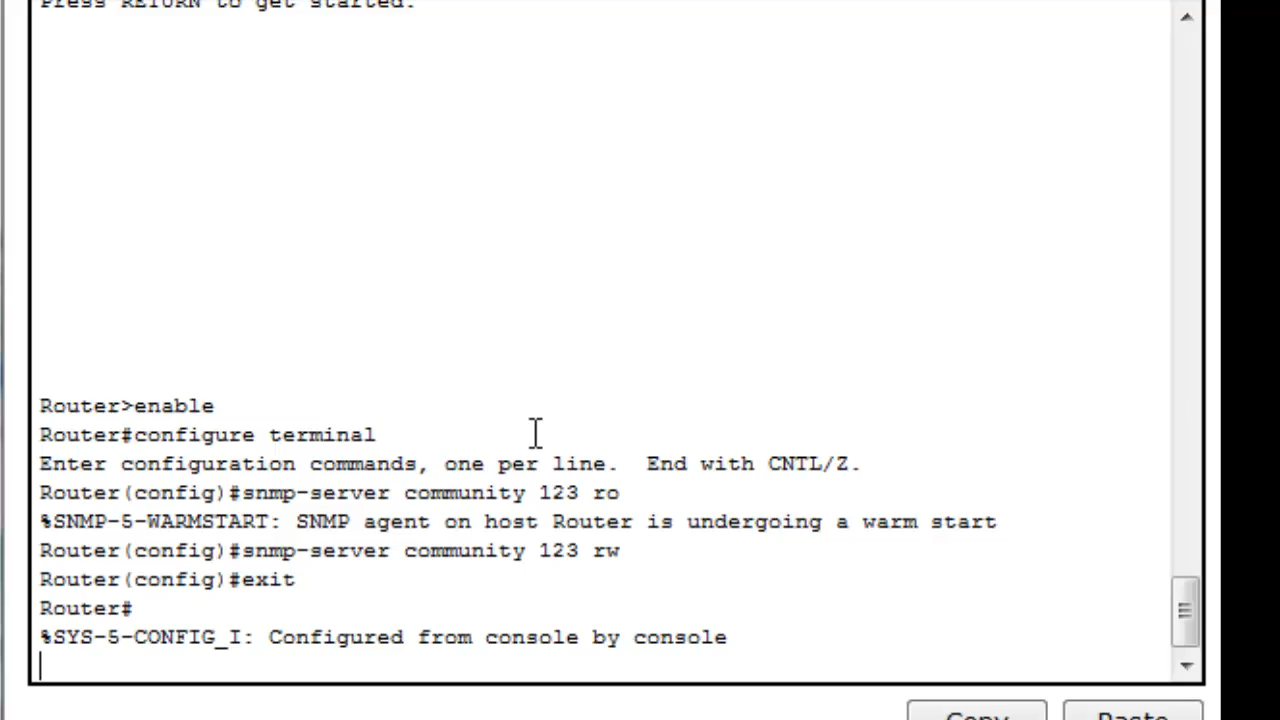 Press RETURN to get started.
Router>enable
Router#configure terminal
Enter configuration commands, one per line.  End with CNTL/Z.
Router(config)#snmp-server community 123 ro
%SNMP-5-WARMSTART: SNMP agent on host Router is undergoing a warm start
Router(config)#snmp-server community 123 rw
Router(config)#exit
Router#
%SYS-5-CONFIG_I: Configured from console by console
Copy Paste